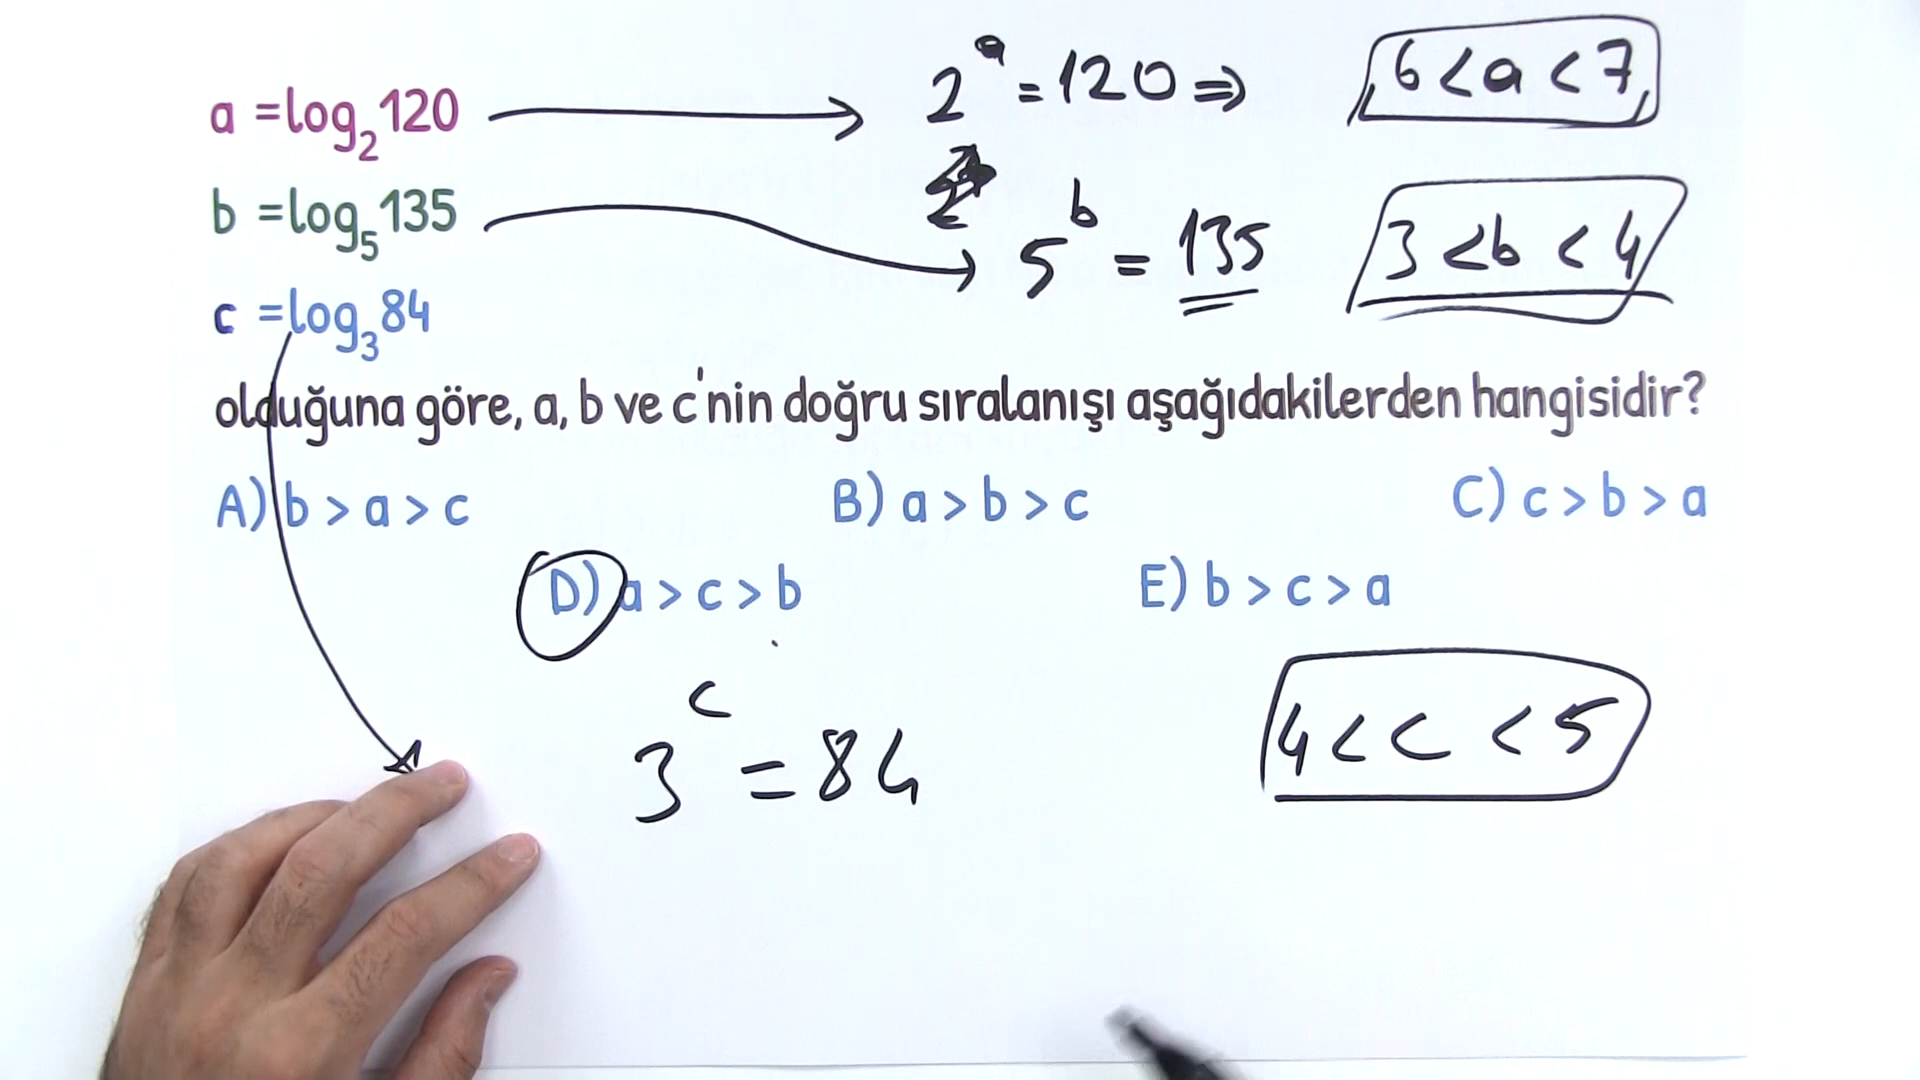 a = log₂120
2ᵃ = 120 ⇒
6 < a < 7
b = log₅135
5ᵇ = 135
3 < b < 4
c = log₃84
olduğuna göre, a, b ve c'nin doğru sıralanışı aşağıdakilerden hangisidir?
A) b > a > c
B) a > b > c
C) c > b > a
D) a > c > b
E) b > c > a
3ᶜ = 84
4 < c < 5